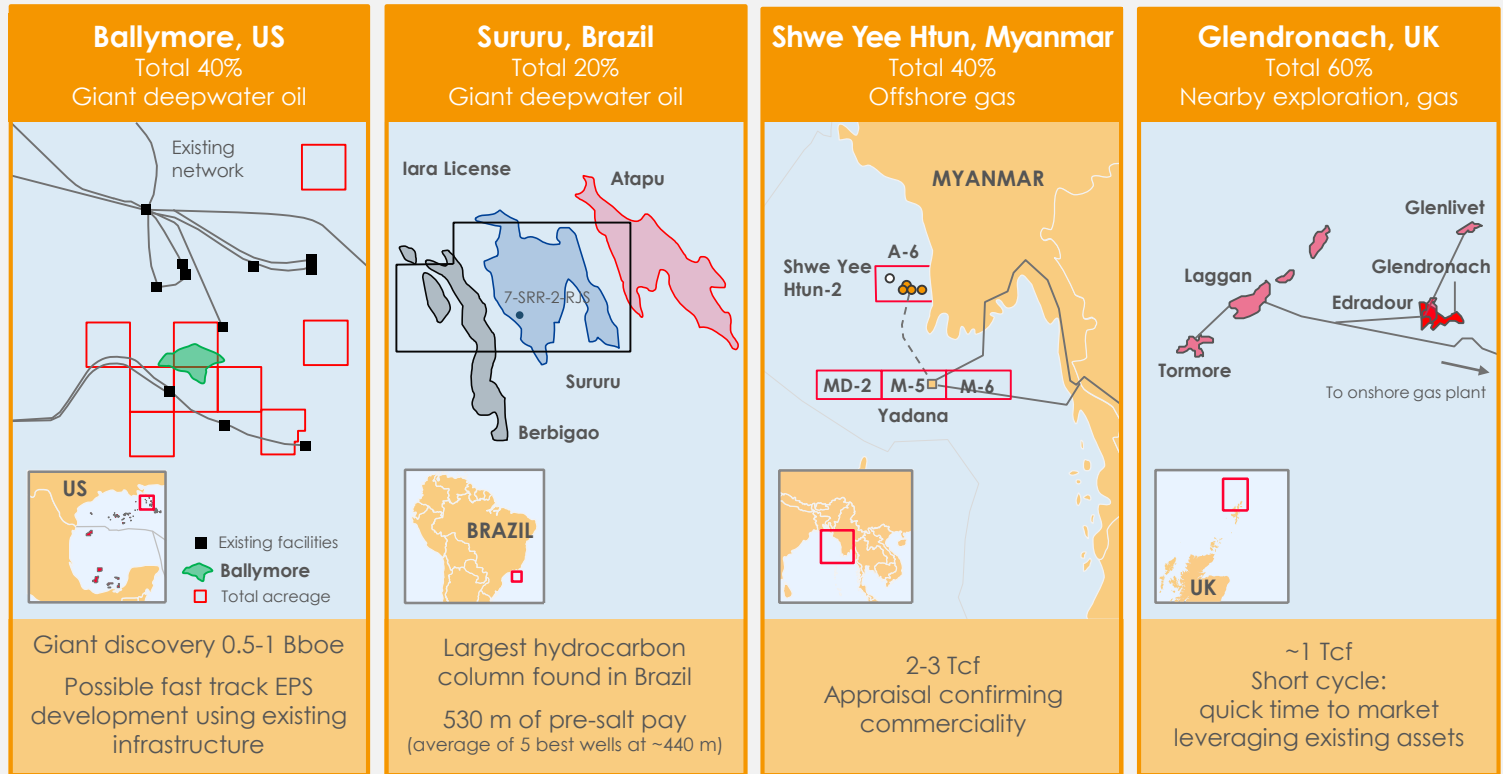 Ballymore, US
Total 40%
Giant deepwater oil
Existing
network
US
Existing facilities
Ballymore
Total acreage
Giant discovery 0.5-1 Bboe
Possible fast track EPS
development using existing
infrastructure
Sururu, Brazil
Total 20%
Giant deepwater oil
Iara License
Atapu
7-SRR-2-RJS
Sururu
Berbigao
BRAZIL
Largest hydrocarbon
column found in Brazil
530 m of pre-salt pay
(average of 5 best wells at ~440 m)
Shwe Yee Htun, Myanmar
Total 40%
Offshore gas
MYANMAR
A-6
Shwe Yee
Htun-2
MD-2 M-5 M-6
Yadana
2-3 Tcf
Appraisal confirming
commerciality
Glendronach, UK
Total 60%
Nearby exploration, gas
Glenlivet
Laggan
Glendronach
Edradour
Tormore
To onshore gas plant
UK
~1 Tcf
Short cycle:
quick time to market
leveraging existing assets